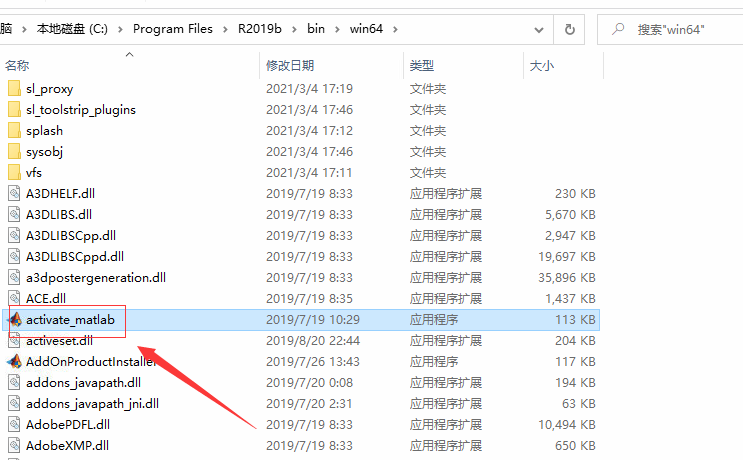 脑 › 本地磁盘 (C:) › Program Files › R2019b › bin › win64 › 搜索"win64"
名称 修改日期 类型 大小
sl_proxy 2021/3/4 17:19 文件夹
sl_toolstrip_plugins 2021/3/4 17:46 文件夹
splash 2021/3/4 17:12 文件夹
sysobj 2021/3/4 17:46 文件夹
vfs 2021/3/4 17:11 文件夹
A3DHELF.dll 2019/7/19 8:33 应用程序扩展 230 KB
A3DLIBS.dll 2019/7/19 8:33 应用程序扩展 5,670 KB
A3DLIBSCpp.dll 2019/7/19 8:33 应用程序扩展 2,947 KB
A3DLIBSCppd.dll 2019/7/19 8:33 应用程序扩展 19,697 KB
a3dpostergeneration.dll 2019/7/19 8:33 应用程序扩展 35,896 KB
ACE.dll 2019/7/19 8:35 应用程序扩展 1,437 KB
activate_matlab 2019/7/19 10:29 应用程序 113 KB
activeset.dll 2019/8/20 22:44 应用程序扩展 204 KB
AddOnProductInstaller 2019/7/26 13:43 应用程序 117 KB
addons_javapath.dll 2019/7/20 0:08 应用程序扩展 194 KB
addons_javapath_jni.dll 2019/7/20 2:31 应用程序扩展 63 KB
AdobePDFL.dll 2019/7/19 8:33 应用程序扩展 10,494 KB
AdobeXMP.dll 2019/7/19 8:33 应用程序扩展 650 KB